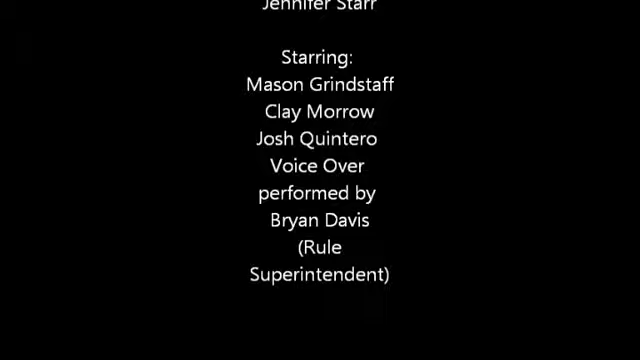 Jennifer Starr
Starring:
Mason Grindstaff
Clay Morrow
Josh Quintero
Voice Over
performed by
Bryan Davis
(Rule
Superintendent)